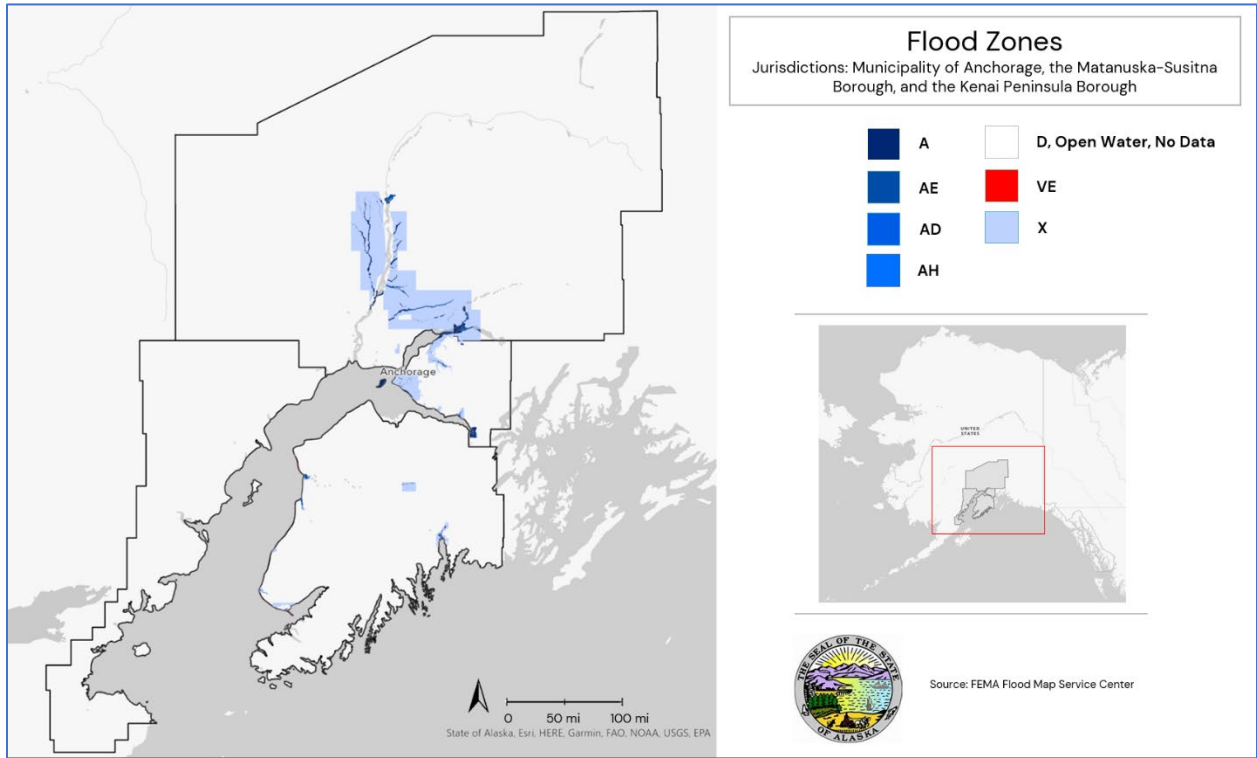 Flood Zones
Jurisdictions: Municipality of Anchorage, the Matanuska-Susitna
Borough, and the Kenai Peninsula Borough
A
AE
AD
AH
D, Open Water, No Data
VE
X
Anchorage
0 50 mi 100 mi
State of Alaska, Esri, HERE, Garmin, FAO, NOAA, USGS, EPA
UNITED
STATES
THE SEAL OF THE STATE
OF ALASKA
Source: FEMA Flood Map Service Center